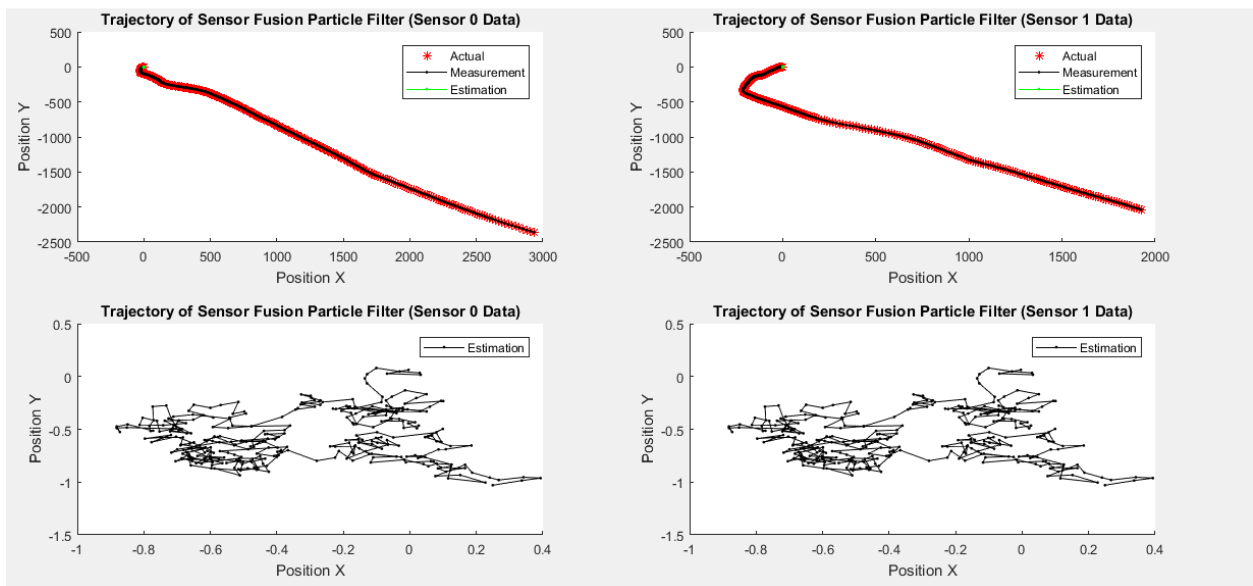 Trajectory of Sensor Fusion Particle Filter (Sensor 0 Data)
500
0
-500
-1000
-1500
-2000
-2500
Position Y
Actual
Measurement
Estimation
-500
0
500
1000
1500
2000
2500
3000
Position X
Trajectory of Sensor Fusion Particle Filter (Sensor 1 Data)
500
0
-500
-1000
-1500
-2000
-2500
Position Y
Actual
Measurement
Estimation
-500
0
500
1000
1500
2000
Position X
Trajectory of Sensor Fusion Particle Filter (Sensor 0 Data)
0.5
0
-0.5
-1
-1.5
Position Y
Estimation
-1
-0.8
-0.6
-0.4
-0.2
0
0.2
0.4
Position X
Trajectory of Sensor Fusion Particle Filter (Sensor 1 Data)
0.5
0
-0.5
-1
-1.5
Position Y
Estimation
-1
-0.8
-0.6
-0.4
-0.2
0
0.2
0.4
Position X